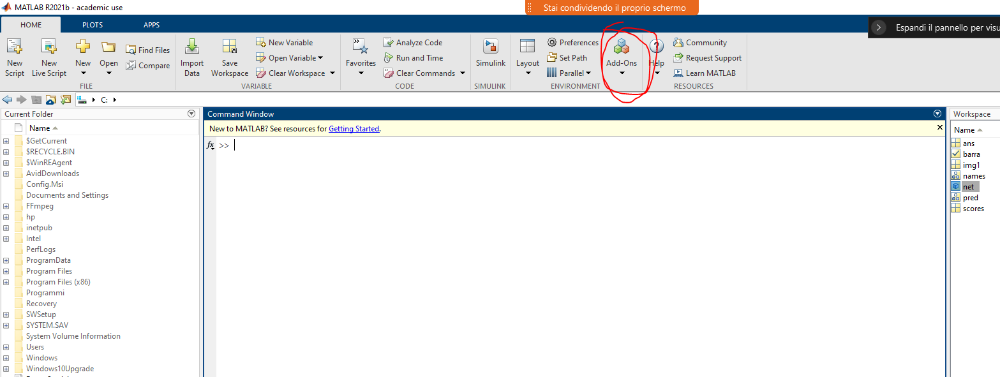 MATLAB R2021b - academic use
Stai condividendo il proprio schermo
HOME PLOTS APPS
Espandi il pannello per visu
New Script
New Live Script
New
Open
Find Files
Compare
FILE
Import Data
Save Workspace
New Variable
Open Variable
Clear Workspace
VARIABLE
Favorites
Analyze Code
Run and Time
Clear Commands
CODE
Simulink
SIMULINK
Layout
Preferences
Set Path
Parallel
Add-Ons
ENVIRONMENT
Help
Community
Request Support
Learn MATLAB
RESOURCES
C:
Current Folder
Name
$GetCurrent
$RECYCLE.BIN
$WinREAgent
AvidDownloads
Config.Msi
Documents and Settings
FFmpeg
hp
inetpub
Intel
PerfLogs
ProgramData
Program Files
Program Files (x86)
Programmi
Recovery
SWSetup
SYSTEM.SAV
System Volume Information
Users
Windows
Windows10Upgrade
Command Window
New to MATLAB? See resources for Getting Started.
fx >>
Workspace
Name
ans
barra
img1
names
net
pred
scores